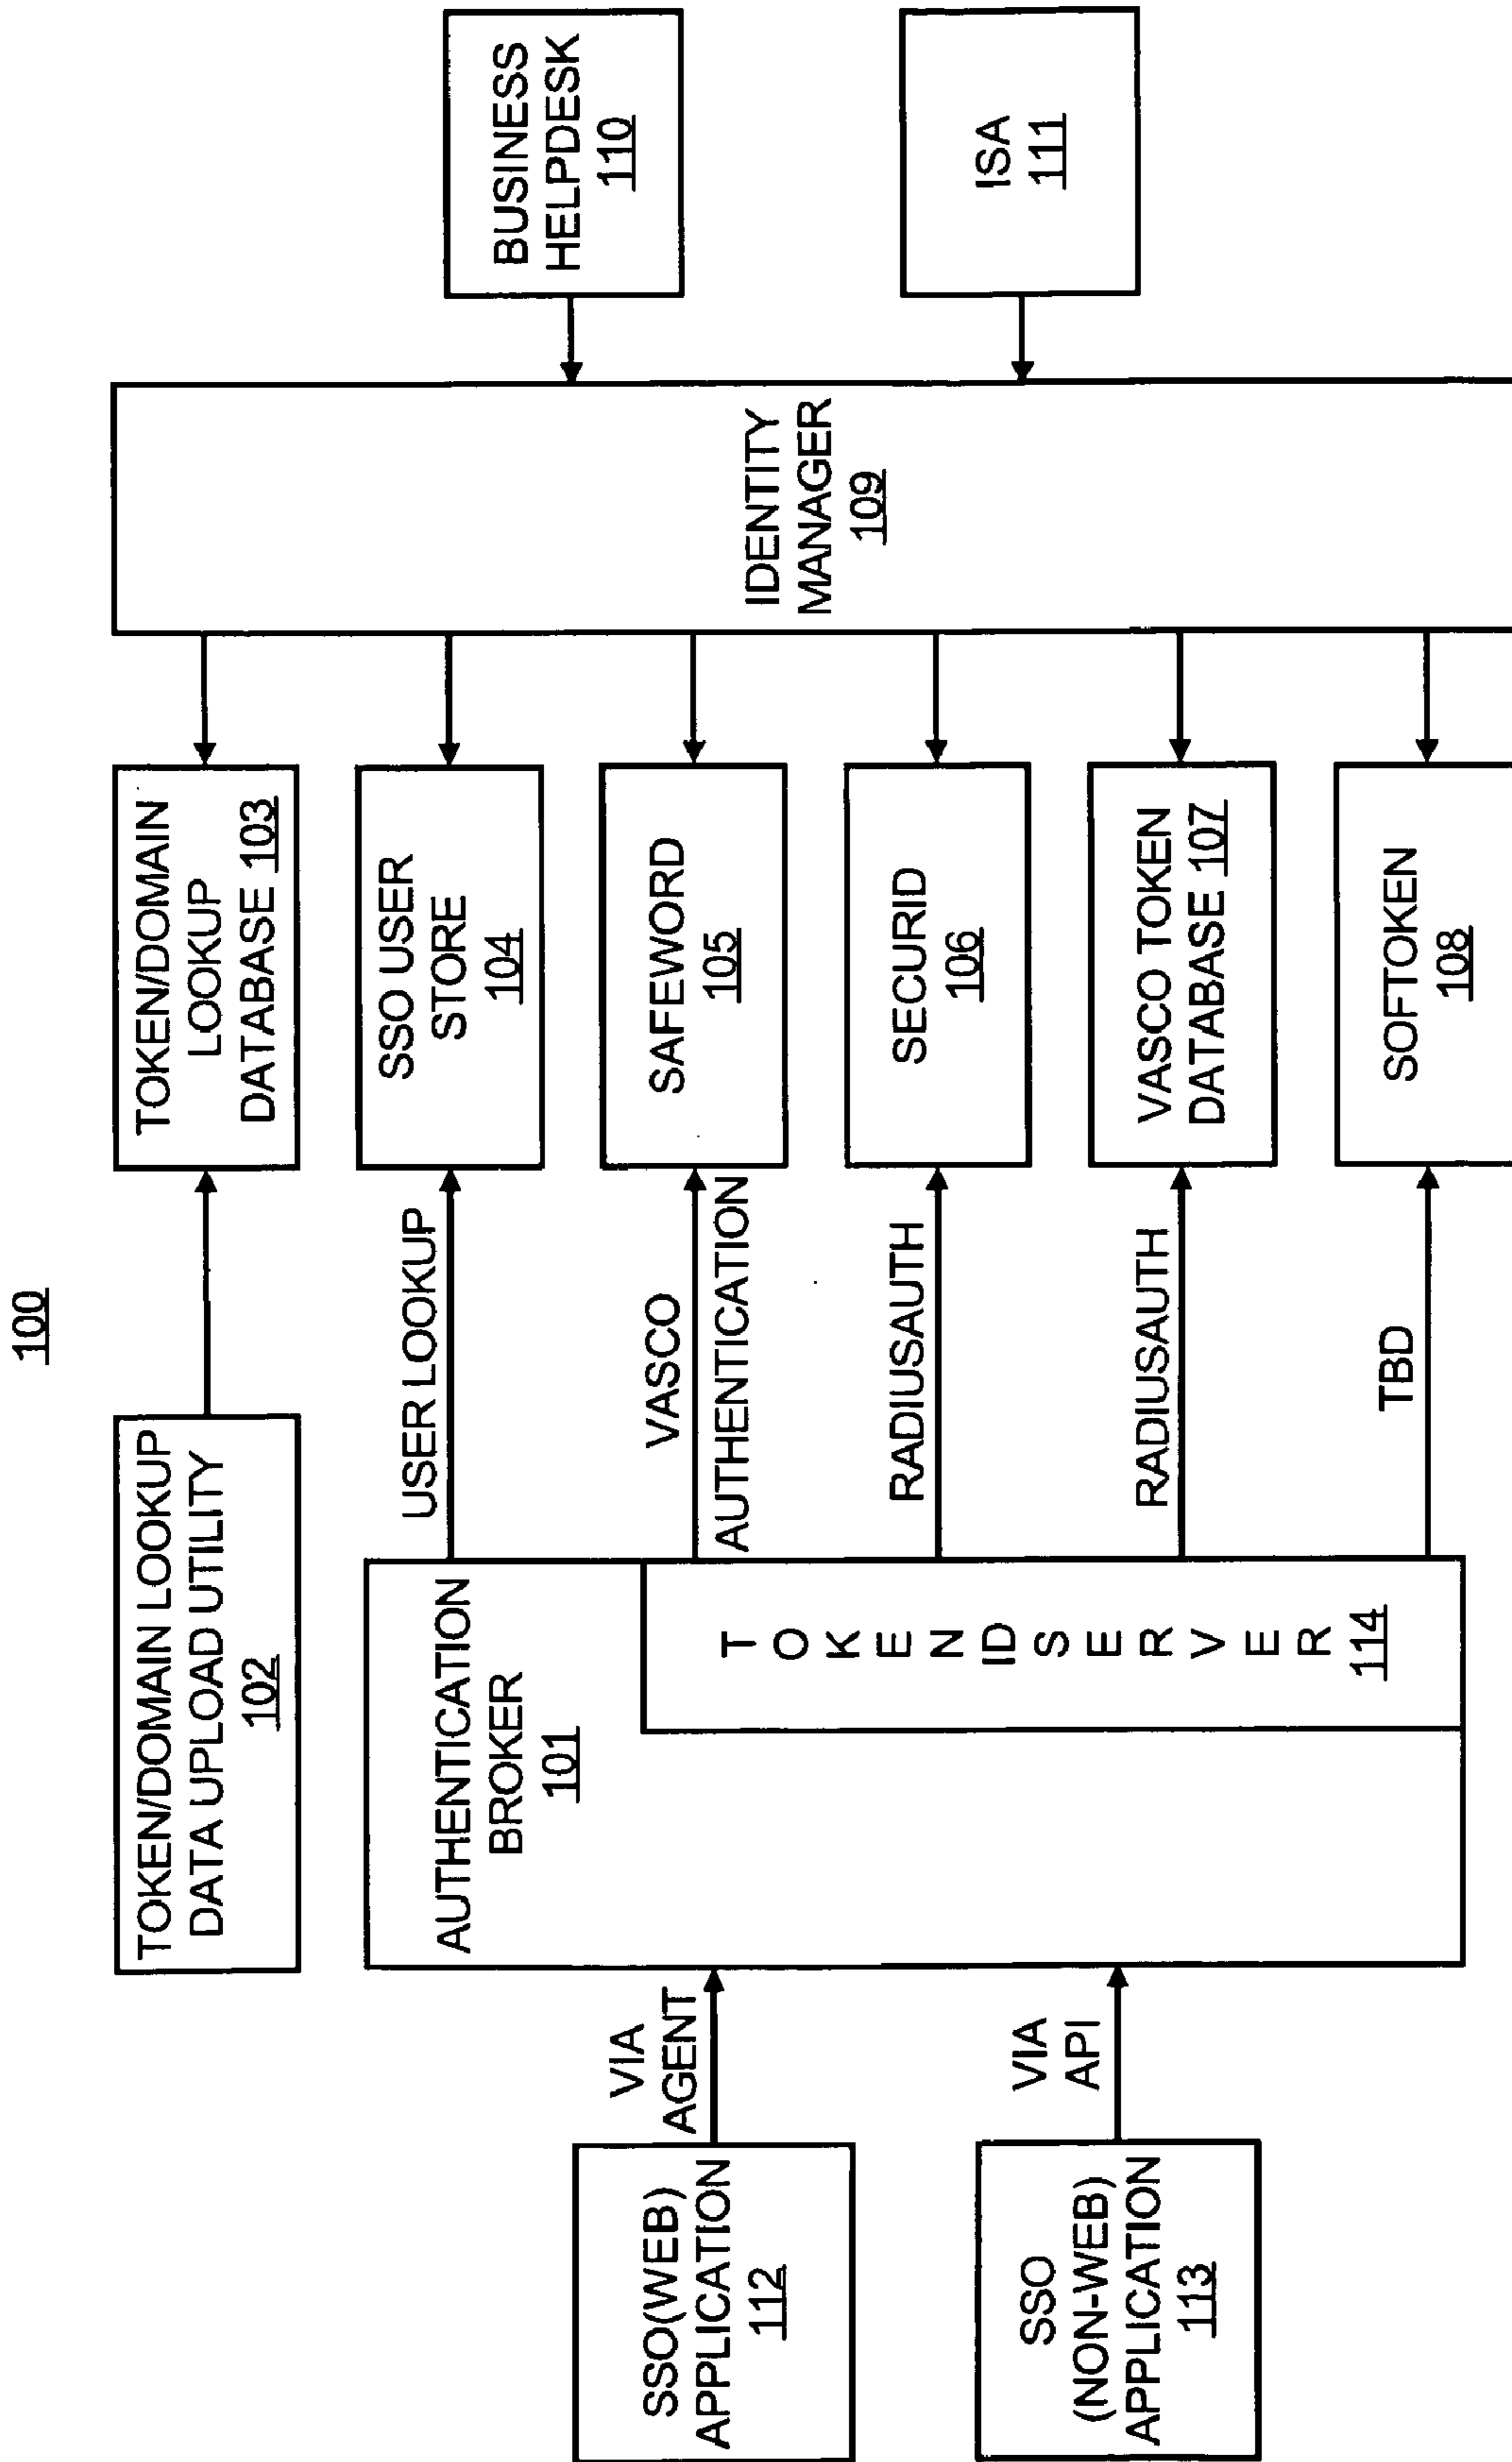 100
TOKEN/DOMAIN LOOKUP
DATA UPLOAD UTILITY
102
TOKEN/DOMAIN
LOOKUP
DATABASE 103
AUTHENTICATION
BROKER
101
TOKENIDSERVER
114
SSO(WEB)
APPLICATION
112
VIA
AGENT
SSO
(NON-WEB)
APPLICATION
113
VIA
API
USER LOOKUP
VASCO
AUTHENTICATION
RADIUSAUTH
RADIUSAUTH
TBD
SSO USER
STORE
104
SAFEWORD
105
SECURID
106
VASCO TOKEN
DATABASE 107
SOFTOKEN
108
IDENTITY
MANAGER
109
BUSINESS
HELPDESK
110
ISA
111